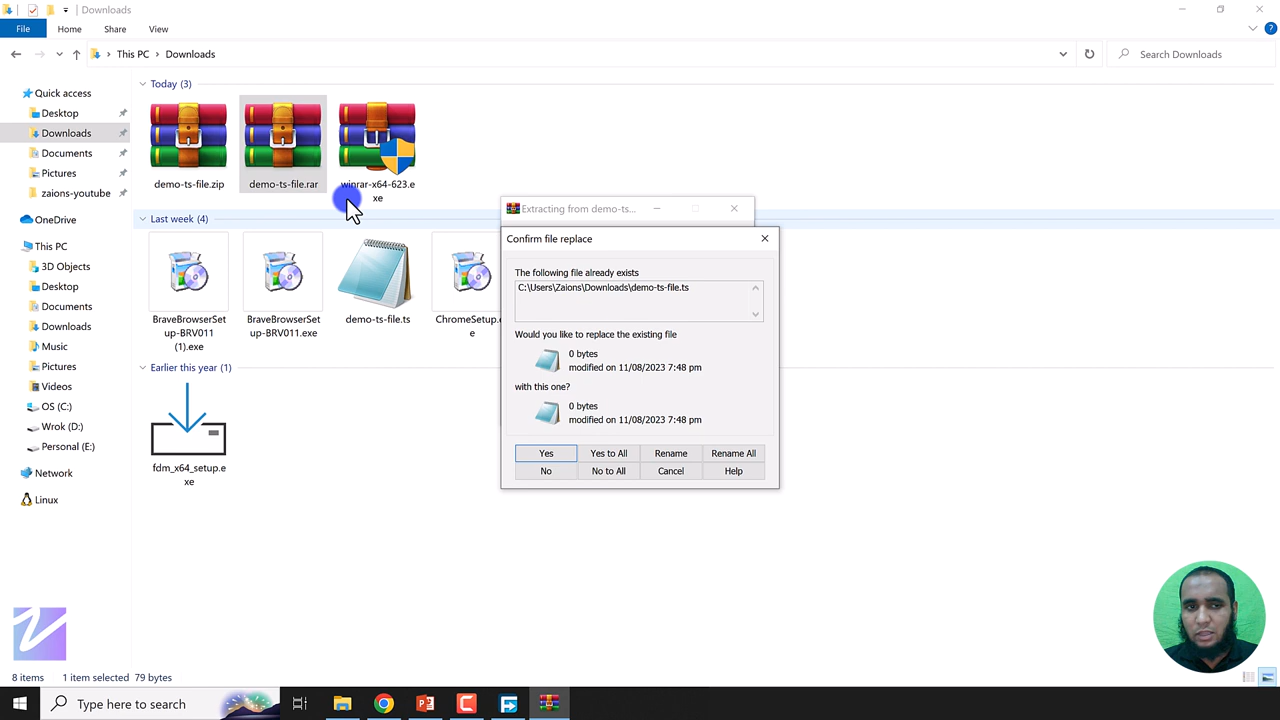 Downloads
File
Home
Share
View
This PC
Downloads
Search Downloads
Quick access
Desktop
Downloads
Documents
Pictures
zaions-youtube
OneDrive
This PC
3D Objects
Desktop
Documents
Downloads
Music
Pictures
Videos
OS (C:)
Wrok (D:)
Personal (E:)
Network
Linux
Today (3)
demo-ts-file.zip
demo-ts-file.rar
winrar-x64-623.e
xe
Last week (4)
BraveBrowserSet
up-BRV011
(1).exe
BraveBrowserSet
up-BRV011.exe
demo-ts-file.ts
ChromeSetup.e
e
Earlier this year (1)
fdm_x64_setup.e
xe
Extracting from demo-ts...
Confirm file replace
The following file already exists
C:\Users\Zaions\Downloads\demo-ts-file.ts
Would you like to replace the existing file
0 bytes
modified on 11/08/2023 7:48 pm
with this one?
0 bytes
modified on 11/08/2023 7:48 pm
Yes
Yes to All
Rename
Rename All
No
No to All
Cancel
Help
8 items
1 item selected 79 bytes
Type here to search